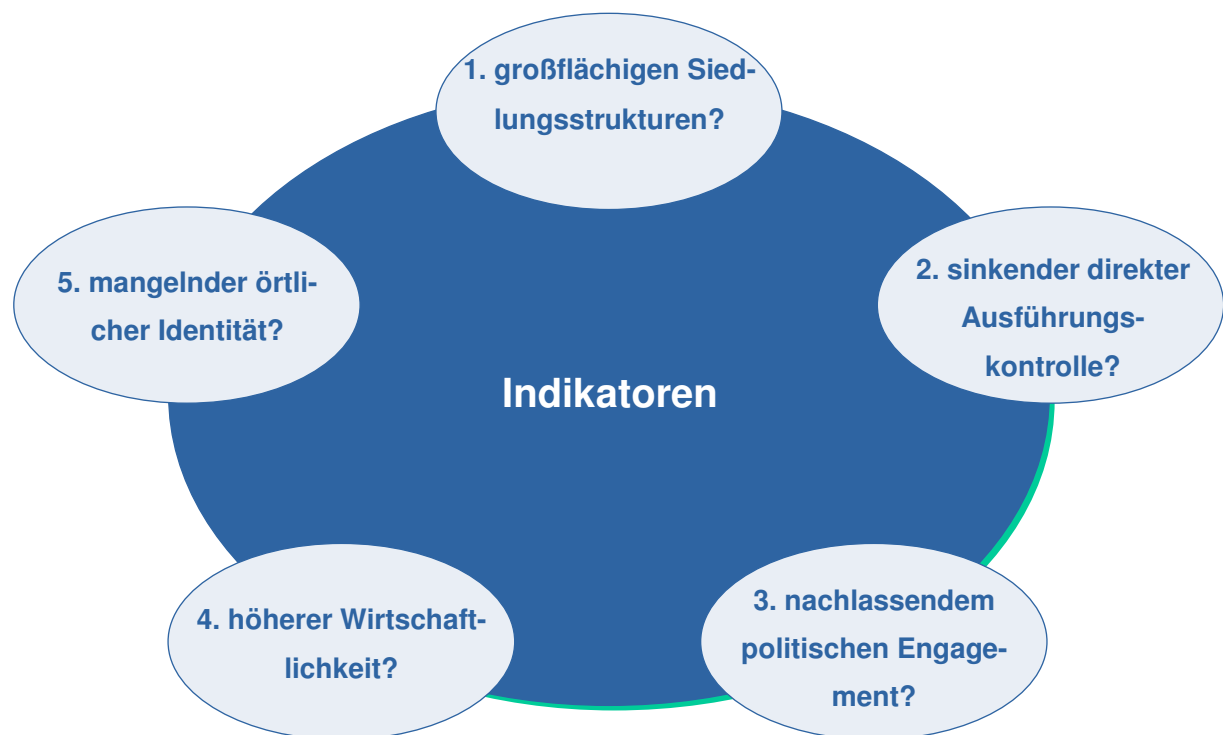 1. großflächigen Sied-
lungsstrukturen?
2. sinkender direkter
Ausführungs-
kontrolle?
3. nachlassendem
politischen Engage-
ment?
4. höherer Wirtschaft-
lichkeit?
5. mangelnder örtli-
cher Identität?
Indikatoren